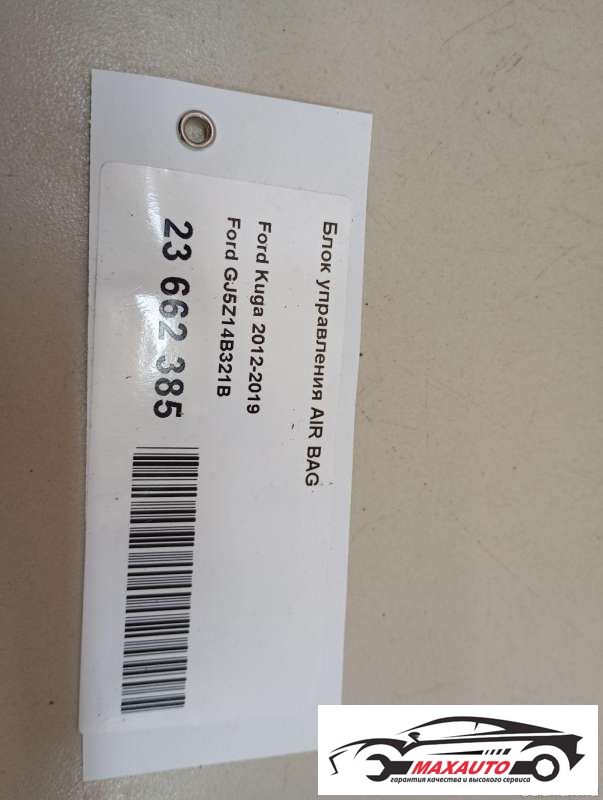 Блок управления AIR BAG
Ford Kuga 2012-2019
Ford GJ5Z14B321B
23 662 385
MAXAUTO
гарантия качества и высокого сервиса